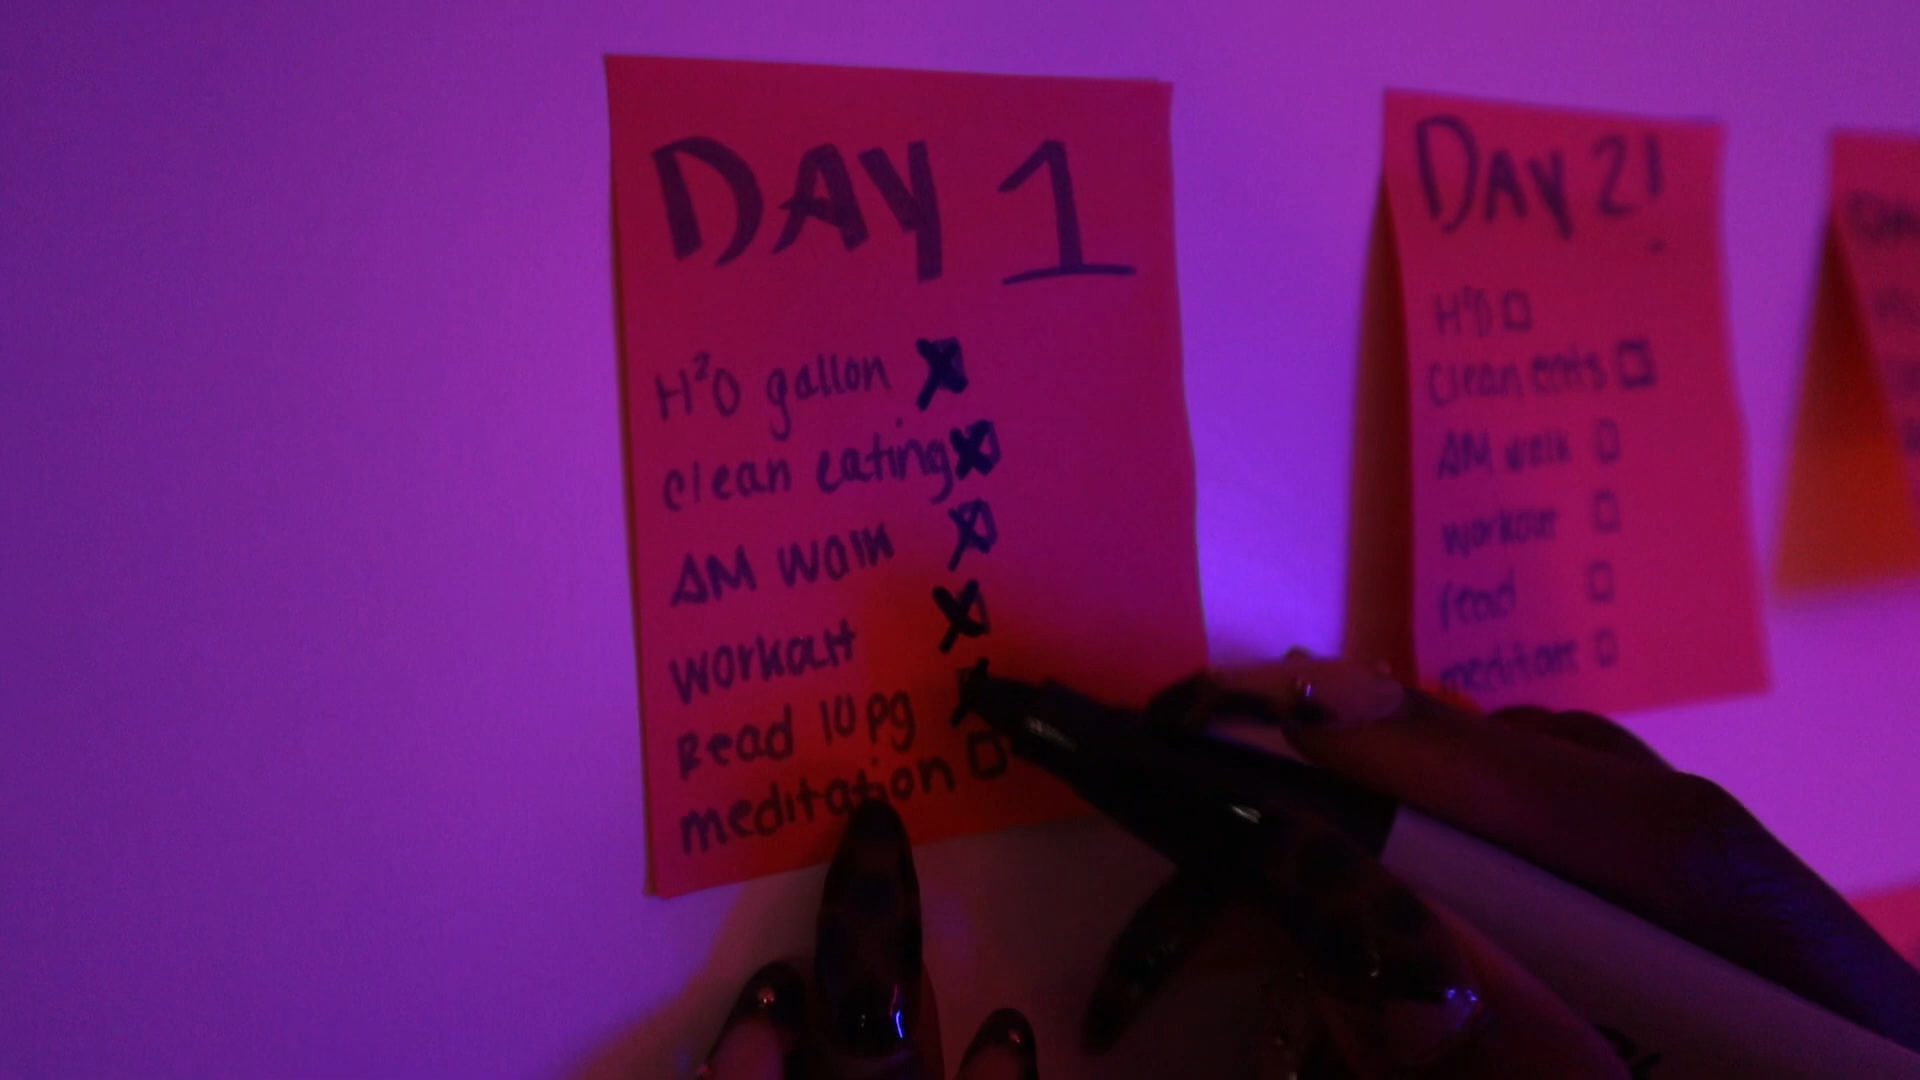 DAY 1
H²O gallon
clean eating
AM walk
workout
Read 10 pg
meditation
DAY 2!
H²O
clean eats
AM walk
workout
read
meditate